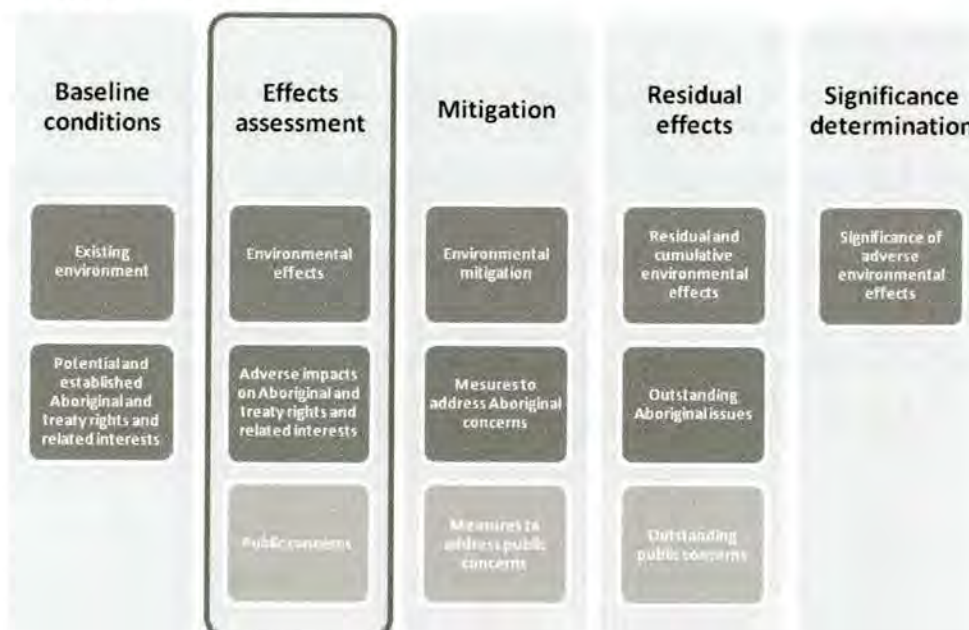 Baseline
conditions
Effects
assessment
Mitigation
Residual
effects
Significance
determination
Existing
environment
Environmental
effects
Environmental
mitigation
Residual and
cumulative
environmental
effects
Significance of
adverse
environmental
effects
Potential and
established
Aboriginal and
treaty rights and
related interests
Adverse impacts
on Aboriginal and
treaty rights and
related interests
Mesures to
address Aboriginal
concerns
Outstanding
Aboriginal issues
Public concerns
Measures to
address public
concerns
Outstanding
public concerns